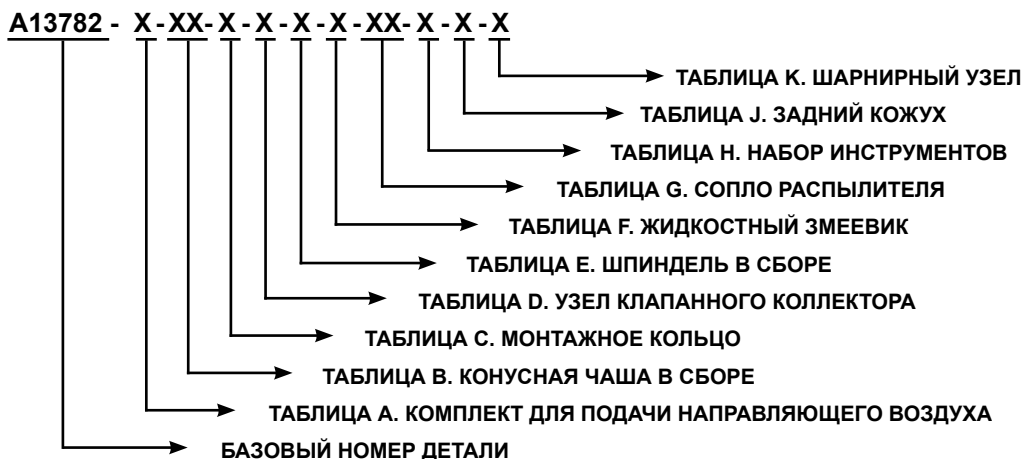 A13782 - X - XX - X - X - X - X - XX - X - X - X
ТАБЛИЦА K. ШАРНИРНЫЙ УЗЕЛ
ТАБЛИЦА J. ЗАДНИЙ КОЖУХ
ТАБЛИЦА H. НАБОР ИНСТРУМЕНТОВ
ТАБЛИЦА G. СОПЛО РАСПЫЛИТЕЛЯ
ТАБЛИЦА F. ЖИДКОСТНЫЙ ЗМЕЕВИК
ТАБЛИЦА E. ШПИНДЕЛЬ В СБОРЕ
ТАБЛИЦА D. УЗЕЛ КЛАПАННОГО КОЛЛЕКТОРА
ТАБЛИЦА C. МОНТАЖНОЕ КОЛЬЦО
ТАБЛИЦА B. КОНУСНАЯ ЧАША В СБОРЕ
ТАБЛИЦА A. КОМПЛЕКТ ДЛЯ ПОДАЧИ НАПРАВЛЯЮЩЕГО ВОЗДУХА
БАЗОВЫЙ НОМЕР ДЕТАЛИ